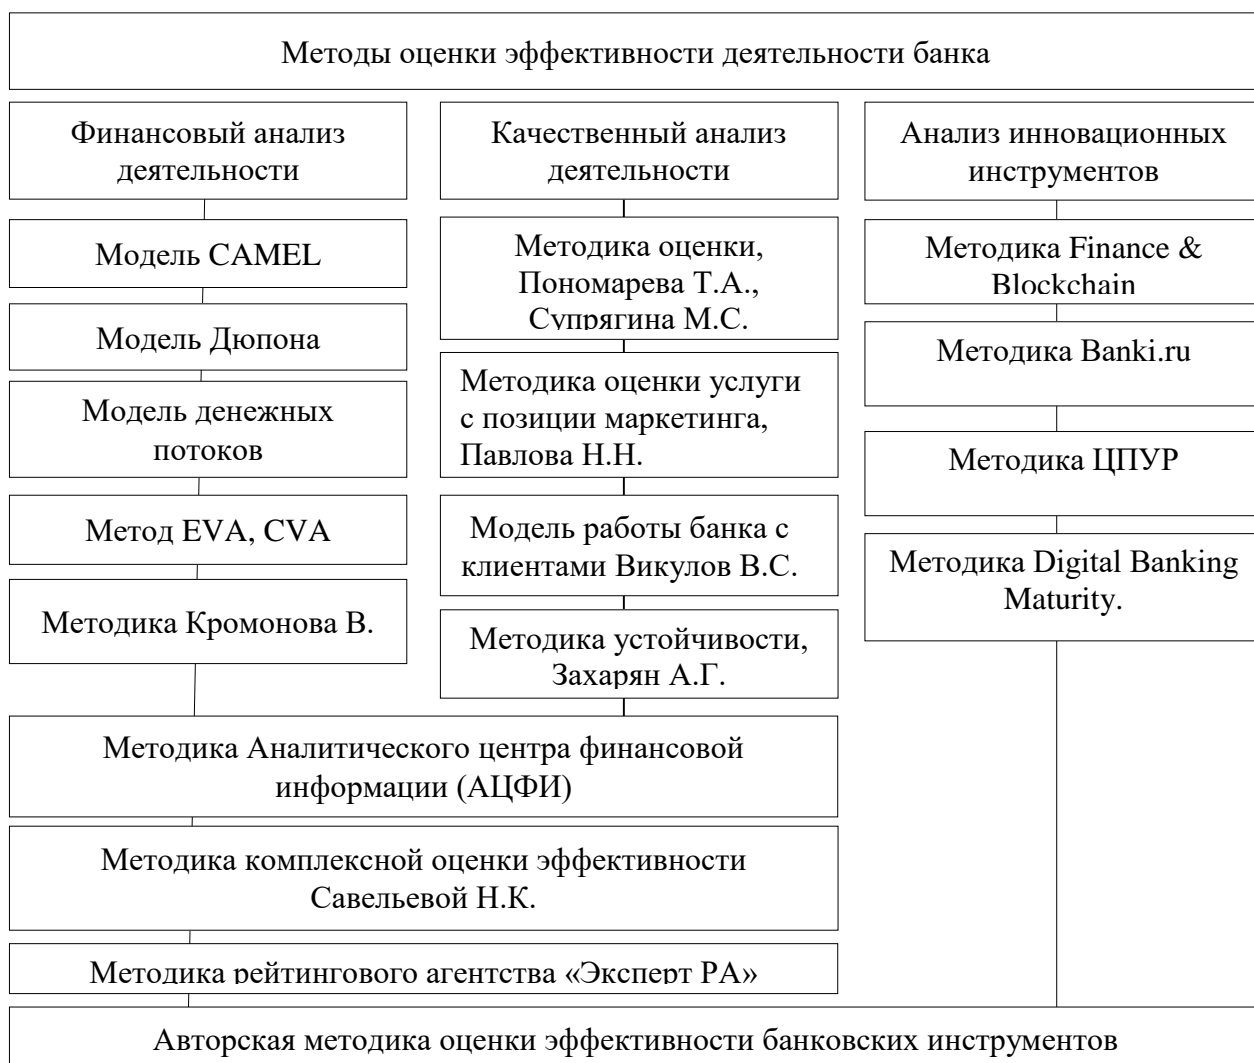 Методы оценки эффективности деятельности банка
Финансовый анализ
деятельности
Модель CAMEL
Модель Дюпона
Модель денежных
потоков
Метод EVA, CVA
Методика Кромонова В.
Качественный анализ
деятельности
Методика оценки,
Пономарева Т.А.,
Супрягина М.С.
Методика оценки услуги
с позиции маркетинга,
Павлова Н.Н.
Модель работы банка с
клиентами Викулов В.С.
Методика устойчивости,
Захарян А.Г.
Анализ инновационных
инструментов
Методика Finance &
Blockchain
Методика Banki.ru
Методика ЦПУР
Методика Digital Banking
Maturity.
Методика Аналитического центра финансовой
информации (АЦФИ)
Методика комплексной оценки эффективности
Савельевой Н.К.
Методика рейтингового агентства «Эксперт РА»
Авторская методика оценки эффективности банковских инструментов